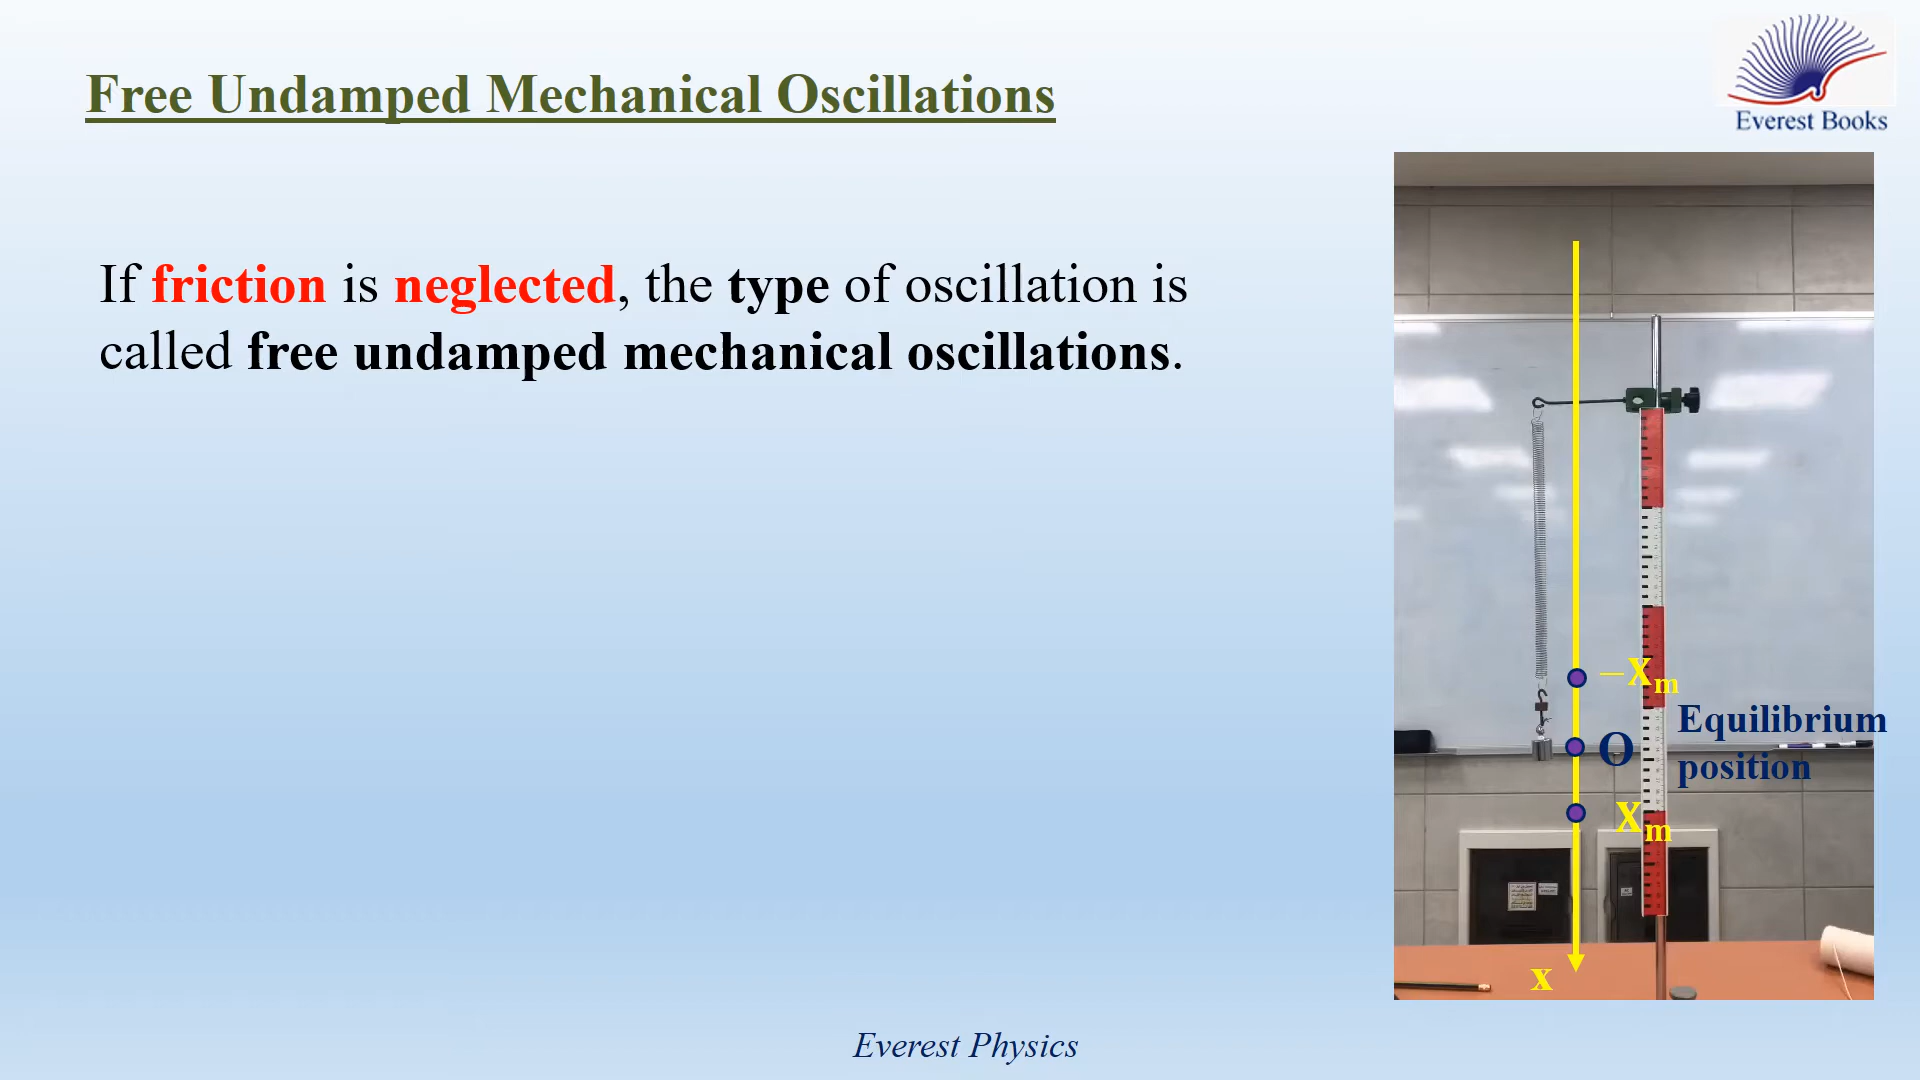 Free Undamped Mechanical Oscillations
Everest Books
If friction is neglected, the type of oscillation is
called free undamped mechanical oscillations.
–xm
Equilibrium
position
O
xm
x
Everest Physics